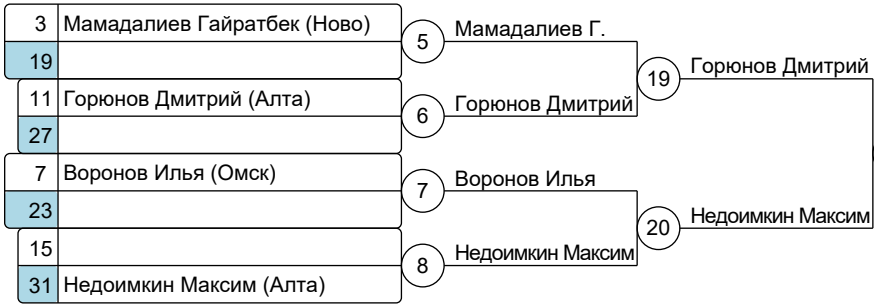 3 Мамадалиев Гайратбек (Ново)
5 Мамадалиев Г.
19
19 Горюнов Дмитрий
11 Горюнов Дмитрий (Алта)
6 Горюнов Дмитрий
27
7 Воронов Илья (Омск)
7 Воронов Илья
23
20 Недоимкин Максим
15
8 Недоимкин Максим
31 Недоимкин Максим (Алта)